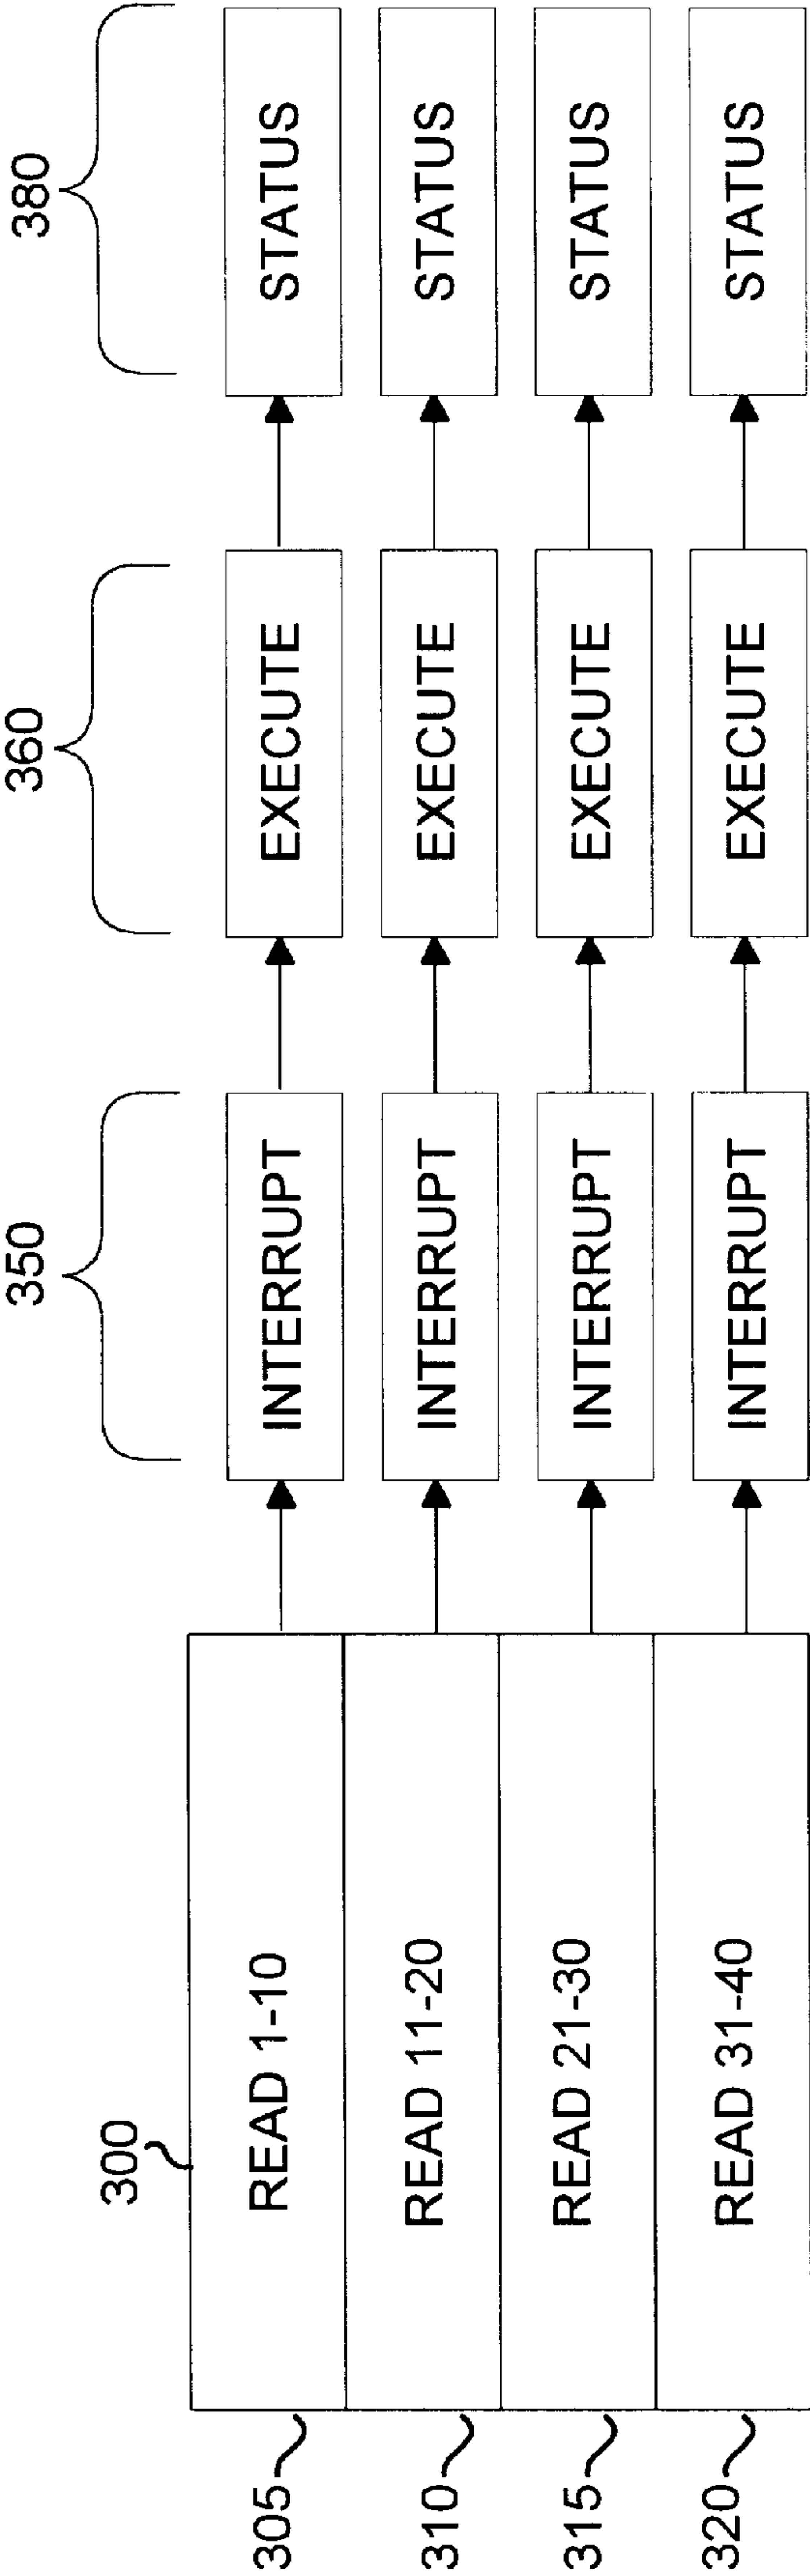 350 360 380
300
305 READ 1-10 INTERRUPT EXECUTE STATUS
310 READ 11-20 INTERRUPT EXECUTE STATUS
315 READ 21-30 INTERRUPT EXECUTE STATUS
320 READ 31-40 INTERRUPT EXECUTE STATUS